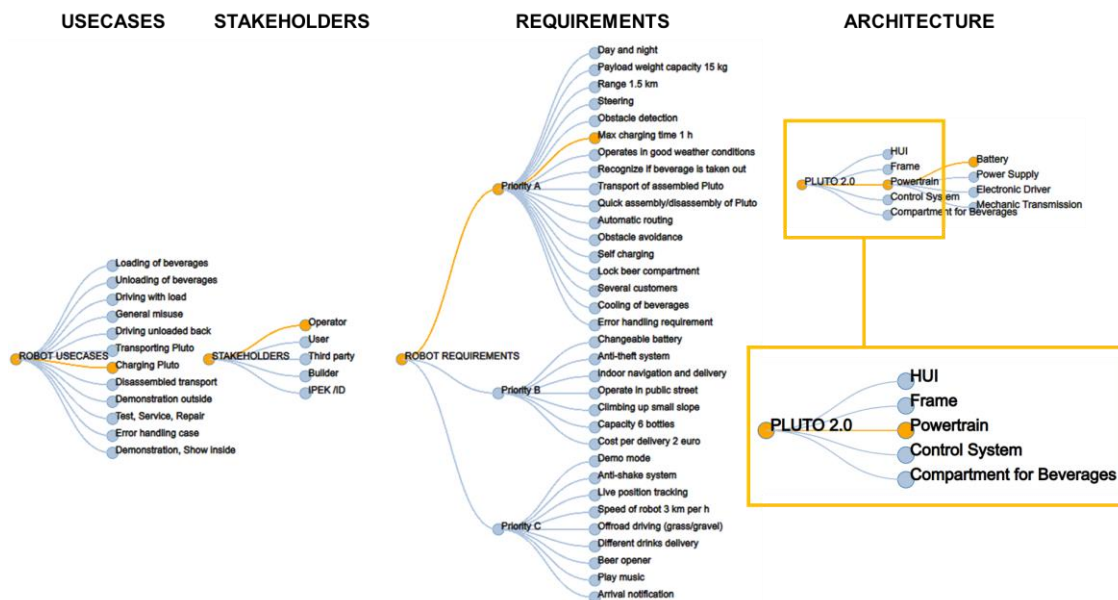 USECASES
STAKEHOLDERS
REQUIREMENTS
ARCHITECTURE
ROBOT USECASES
Loading of beverages
Unloading of beverages
Driving with load
General misuse
Driving unloaded back
Transporting Pluto
Charging Pluto
Disassembled transport
Demonstration outside
Test, Service, Repair
Error handling case
Demonstration, Show inside
STAKEHOLDERS
Operator
User
Third party
Builder
IPEK /ID
ROBOT REQUIREMENTS
Priority A
Day and night
Payload weight capacity 15 kg
Range 1.5 km
Steering
Obstacle detection
Max charging time 1 h
Operates in good weather conditions
Recognize if beverage is taken out
Transport of assembled Pluto
Quick assembly/disassembly of Pluto
Automatic routing
Obstacle avoidance
Self charging
Lock beer compartment
Several customers
Cooling of beverages
Error handling requirement
Priority B
Changeable battery
Anti-theft system
Indoor navigation and delivery
Operate in public street
Climbing up small slope
Capacity 6 bottles
Cost per delivery 2 euro
Priority C
Demo mode
Anti-shake system
Live position tracking
Speed of robot 3 km per h
Offroad driving (grass/gravel)
Different drinks delivery
Beer opener
Play music
Arrival notification
PLUTO 2.0
HUI
Frame
Powertrain
Control System
Compartment for Beverages
Battery
Power Supply
Electronic Driver
Mechanic Transmission
PLUTO 2.0
HUI
Frame
Powertrain
Control System
Compartment for Beverages